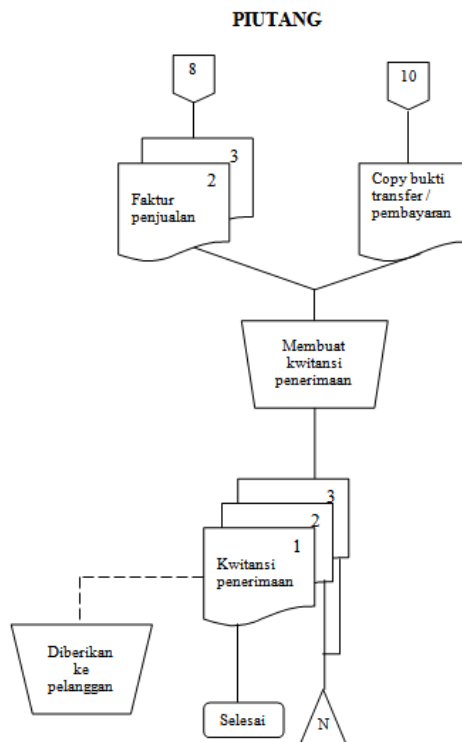 PIUTANG
8
10
3
2
Faktur
penjualan
Copy bukti
transfer /
pembayaran
Membuat
kwitansi
penerimaan
3
2
1
Kwitansi
penerimaan
Diberikan
ke
pelanggan
Selesai
N